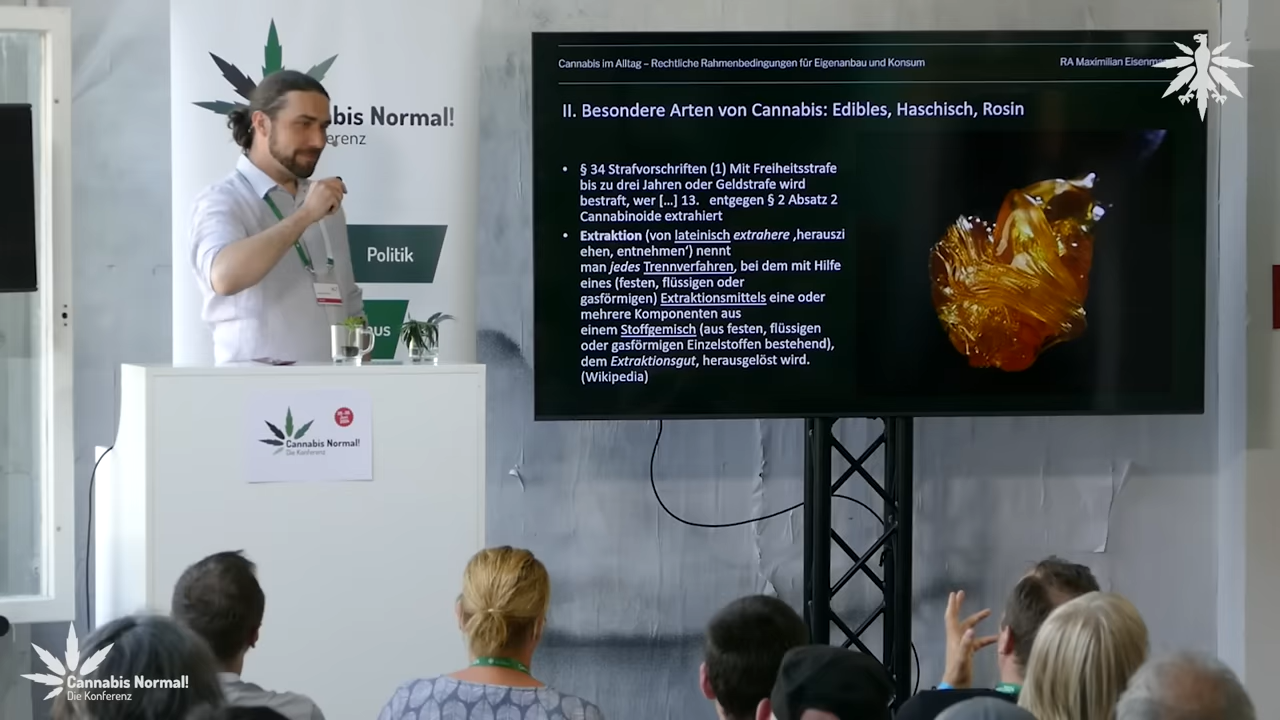 bis Normal!
erenz
Politik
aus
Cannabis Normal!
Die Konferenz
Cannabis im Alltag – Rechtliche Rahmenbedingungen für Eigenanbau und Konsum
RA Maximilian
II. Besondere Arten von Cannabis: Edibles, Haschisch, Rosin
• § 34 Strafvorschriften (1) Mit Freiheitsstrafe
bis zu drei Jahren oder Geldstrafe wird
bestraft, wer [...] 13. entgegen § 2 Absatz 2
Cannabinoide extrahiert
• Extraktion (von lateinisch extrahere ‚herauszi
ehen, entnehmen‘) nennt
man jedes Trennverfahren, bei dem mit Hilfe
eines (festen, flüssigen oder
gasförmigen) Extraktionsmittels eine oder
mehrere Komponenten aus
einem Stoffgemisch (aus festen, flüssigen
oder gasförmigen Einzelstoffen bestehend),
dem Extraktionsgut, herausgelöst wird.
(Wikipedia)
Cannabis Normal!
Die Konferenz